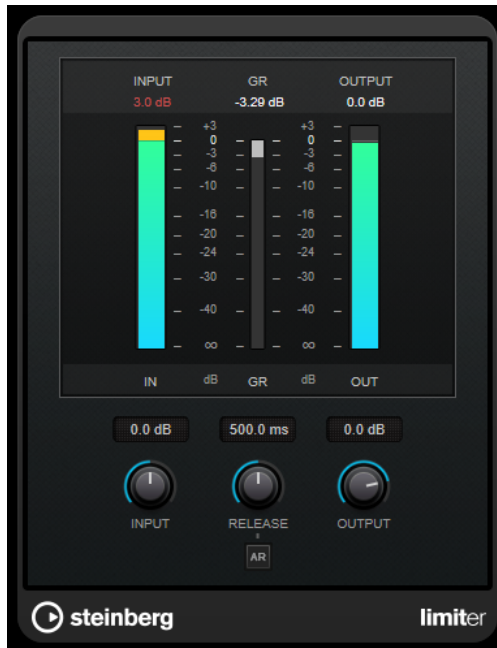 INPUT GR OUTPUT
3.0 dB -3.29 dB 0.0 dB
+3 +3
0 0
-3 -3
-6 -6
-10 -10
-16 -16
-20 -20
-24 -24
-30 -30
-40 -40
∞ ∞
IN dB GR dB OUT
0.0 dB 500.0 ms 0.0 dB
INPUT RELEASE OUTPUT
AR
steinberg limiter